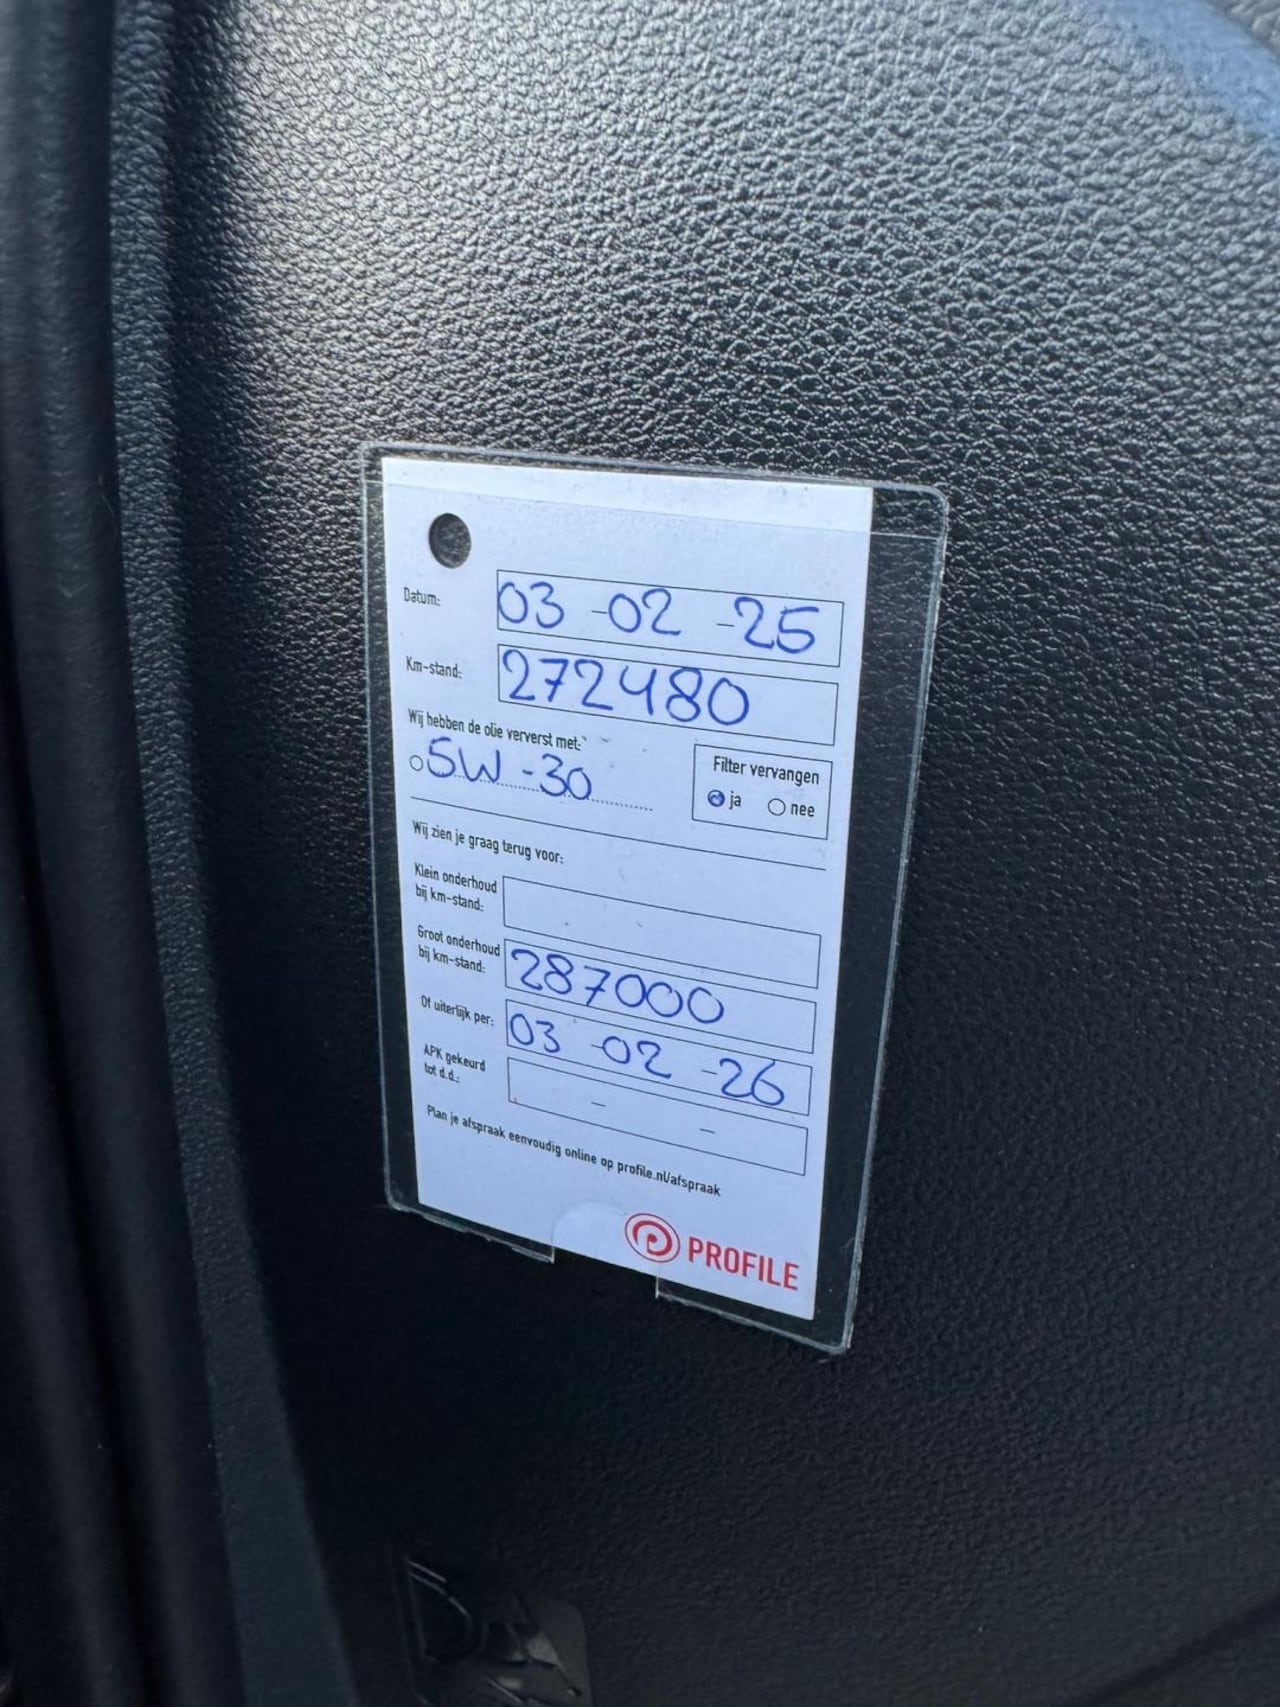 Datum: 03-02-25
Km-stand: 272480
Wij hebben de olie ververst met:
5W-30
Filter vervangen
ja nee
Wij zien je graag terug voor:
Klein onderhoud
bij km-stand:
Groot onderhoud
bij km-stand: 287000
Of uiterlijk per: 03-02-26
APK gekeurd
tot d.d.: - -
Plan je afspraak eenvoudig online op profile.nl/afspraak
PROFILE